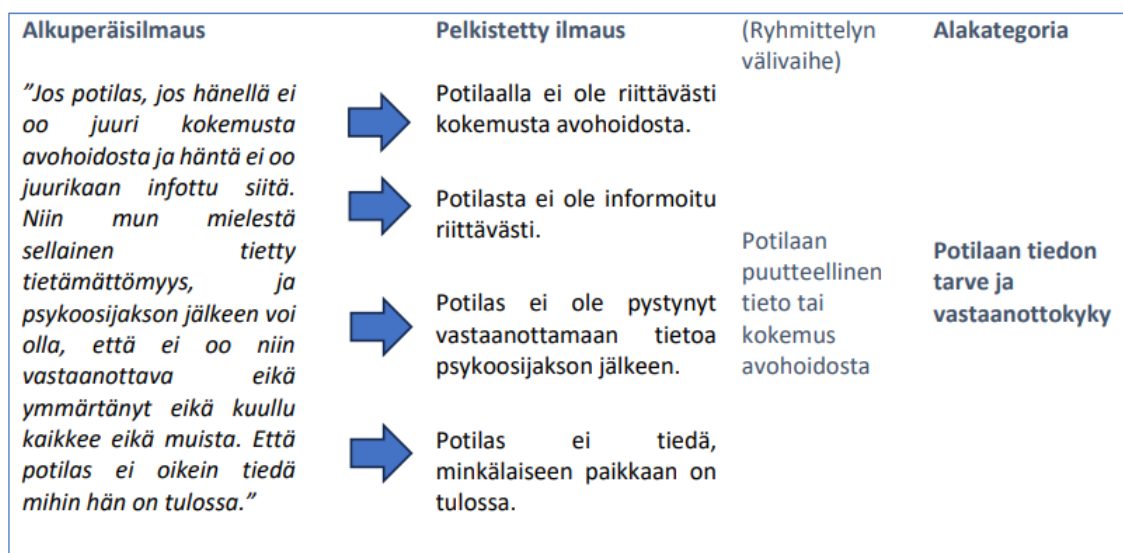 Alkuperäisilmaus
"Jos potilas, jos hänellä ei
oo juuri kokemusta
avohoidosta ja häntä ei oo
juurikaan infottu siitä.
Niin mun mielestä
sellainen tietty
tietämättömyys, ja
psykoosijakson jälkeen voi
olla, että ei oo niin
vastaanottava eikä
ymmärtänyt eikä kuullu
kaikkee eikä muista. Että
potilas ei oikein tiedä
mihin hän on tulossa."
Pelkistetty ilmaus
Potilaalla ei ole riittävästi
kokemusta avohoidosta.
Potilasta ei ole informoitu
riittävästi.
Potilas ei ole pystynyt
vastaanottamaan tietoa
psykoosijakson jälkeen.
Potilas ei tiedä,
minkälaiseen paikkaan on
tulossa.
(Ryhmittelyn
välivaihe)
Potilaan
puutteellinen
tieto tai
kokemus
avohoidosta
Alakategoria
Potilaan tiedon
tarve ja
vastaanottokyky